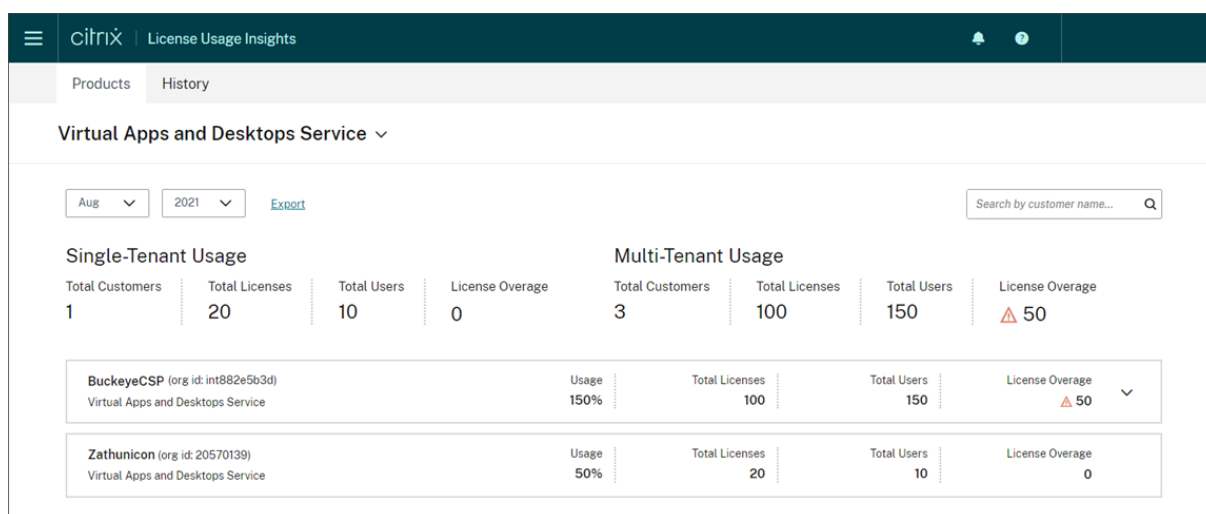 citrix | License Usage Insights
Products History
Virtual Apps and Desktops Service
Aug 2021 Export Search by customer name...
Single-Tenant Usage Multi-Tenant Usage
Total Customers Total Licenses Total Users License Overage Total Customers Total Licenses Total Users License Overage
1 20 10 0 3 100 150 50
BuckeyeCSP (org id: int882e5b3d) Usage Total Licenses Total Users License Overage
Virtual Apps and Desktops Service 150% 100 150 50
Zathunicon (org id: 20570139) Usage Total Licenses Total Users License Overage
Virtual Apps and Desktops Service 50% 20 10 0